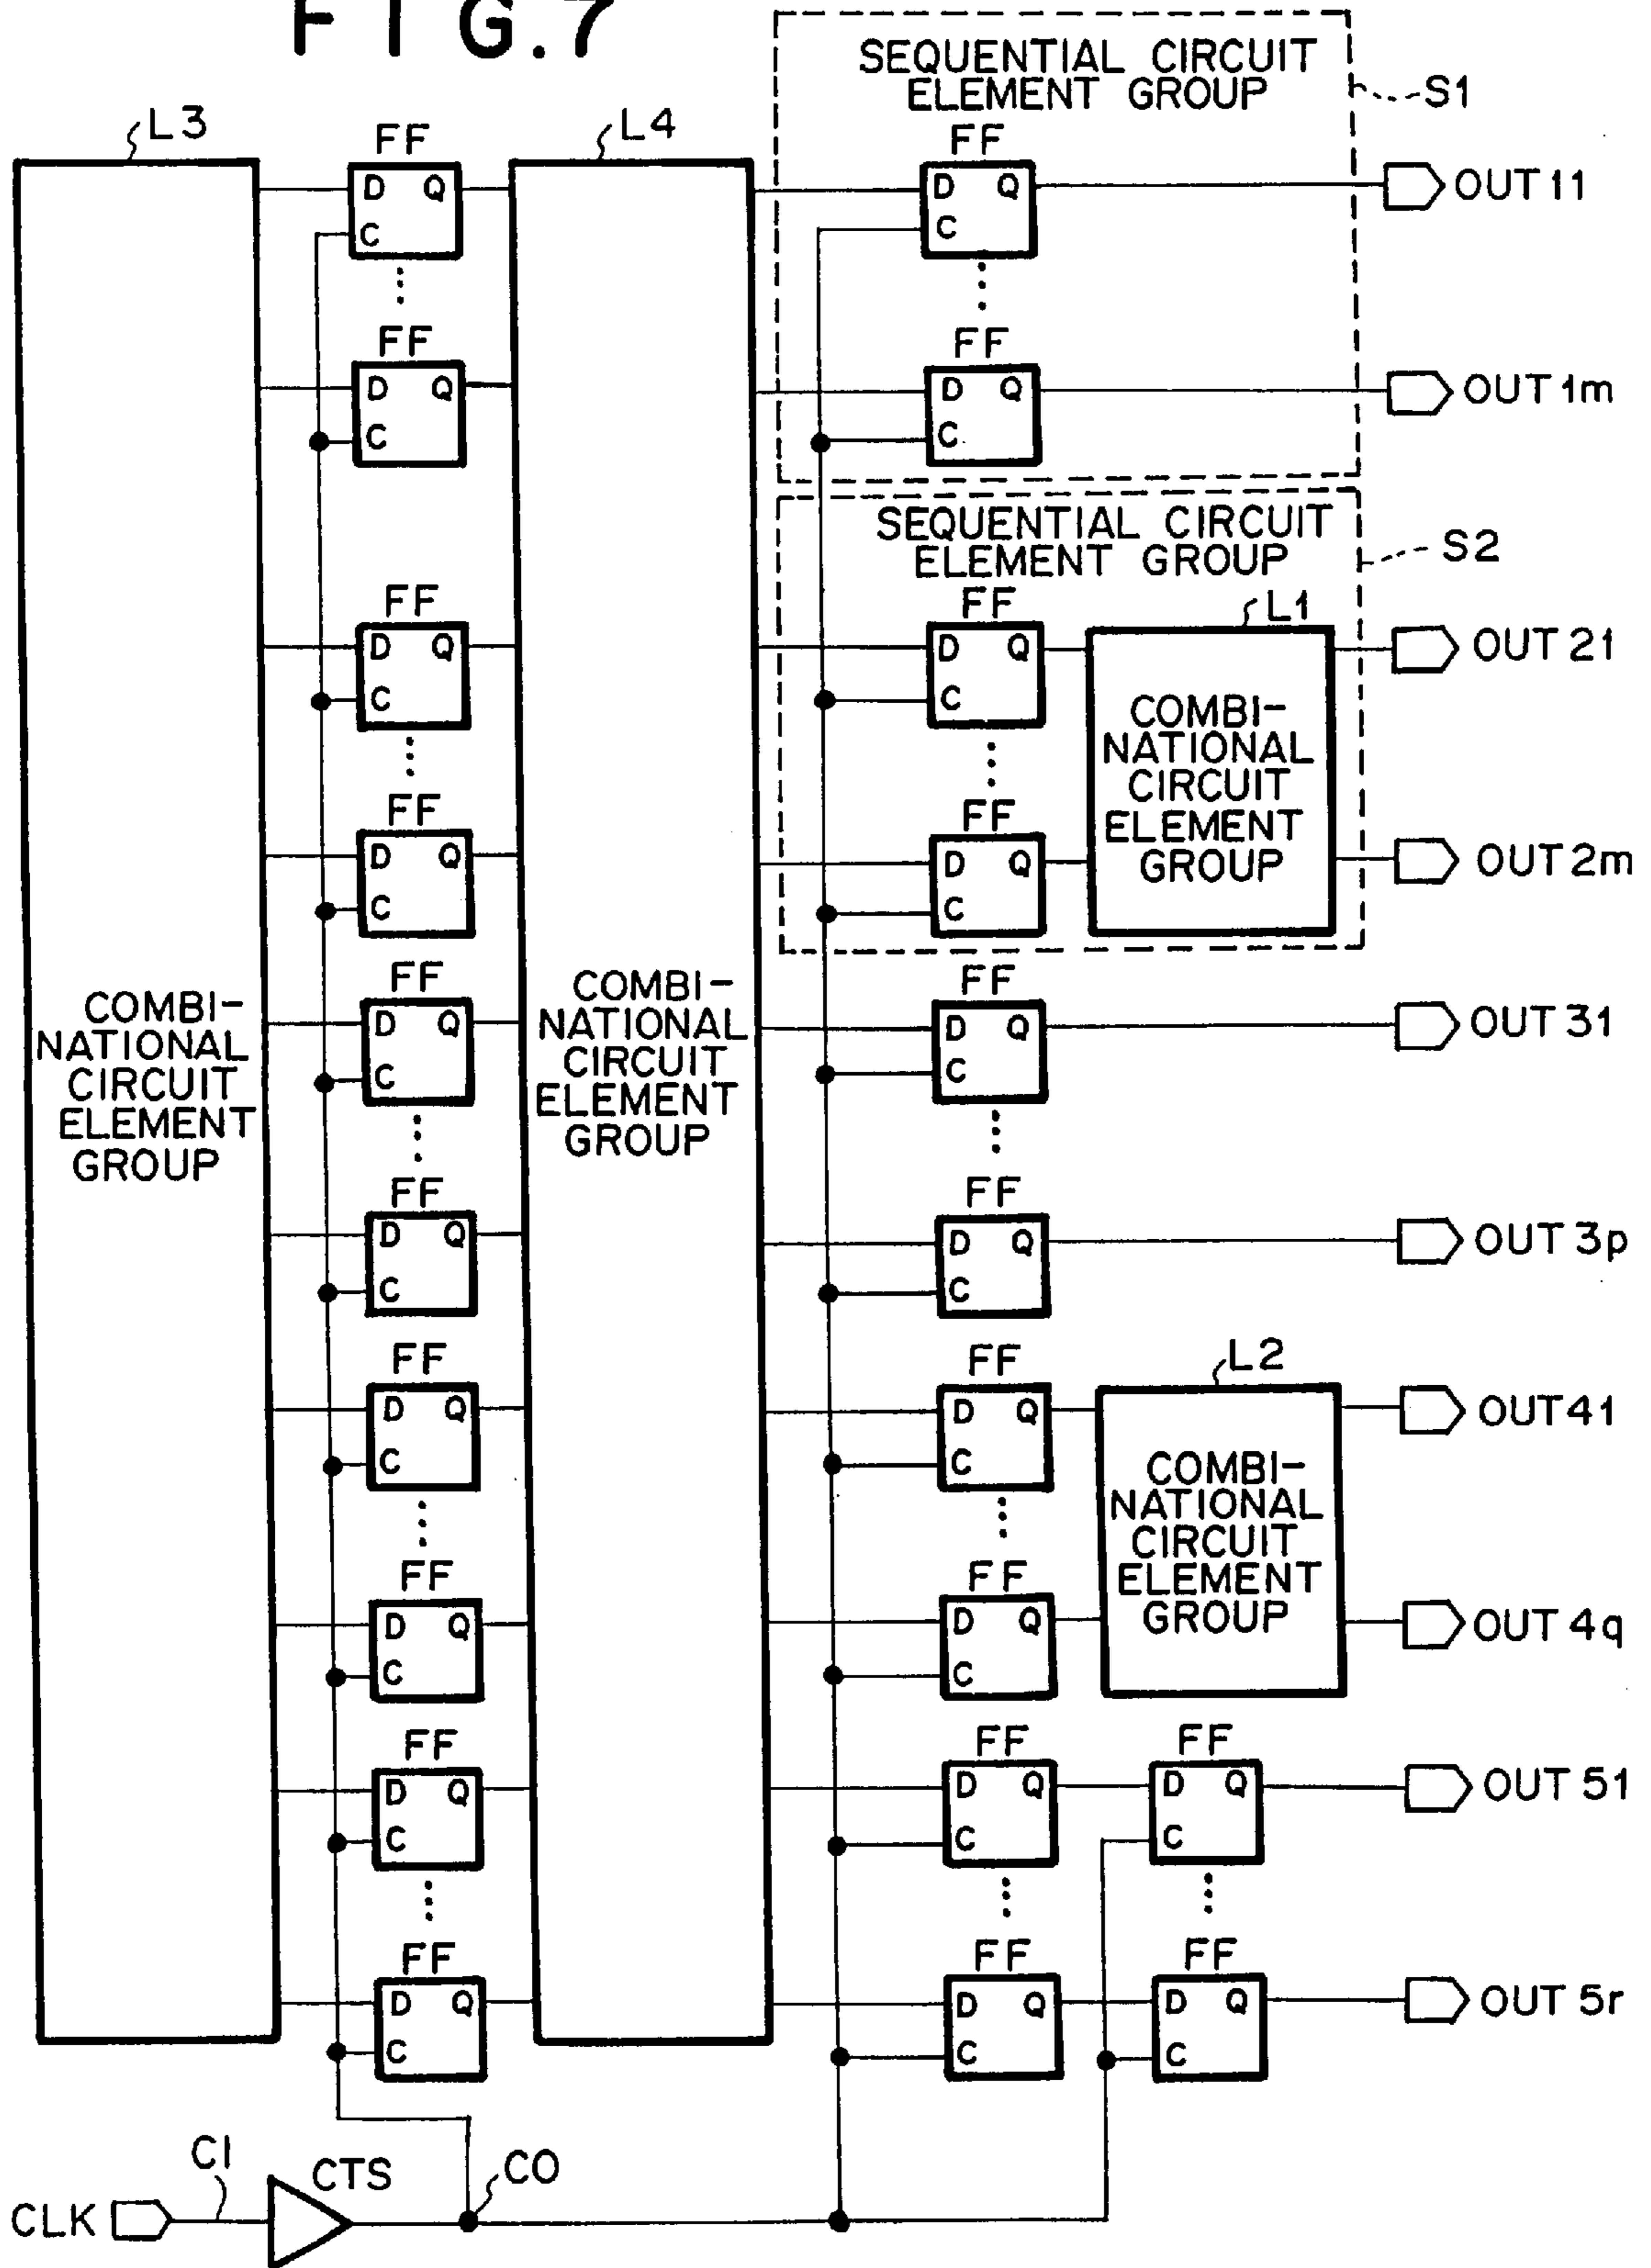 FIG.7
SEQUENTIAL CIRCUIT
ELEMENT GROUP
S1
L3
FF
L4
FF
D Q
C
D Q
C
OUT 11
FF
FF
D Q
C
D Q
C
OUT 1m
SEQUENTIAL CIRCUIT
ELEMENT GROUP
S2
FF
FF
L1
D Q
C
D Q
C
OUT 21
COMBI-
NATIONAL
CIRCUIT
ELEMENT
GROUP
FF
FF
D Q
C
D Q
C
OUT 2m
COMBI-
NATIONAL
CIRCUIT
ELEMENT
GROUP
COMBI-
NATIONAL
CIRCUIT
ELEMENT
GROUP
FF
FF
D Q
C
D Q
C
OUT 31
FF
FF
D Q
C
D Q
C
OUT 3p
FF
FF
L2
D Q
C
D Q
C
OUT41
COMBI-
NATIONAL
CIRCUIT
ELEMENT
GROUP
FF
FF
D Q
C
D Q
C
OUT 4q
FF
FF
FF
D Q
C
D Q
C
D Q
C
OUT 51
FF
FF
FF
D Q
C
D Q
C
D Q
C
OUT 5r
CI
CTS
CO
CLK